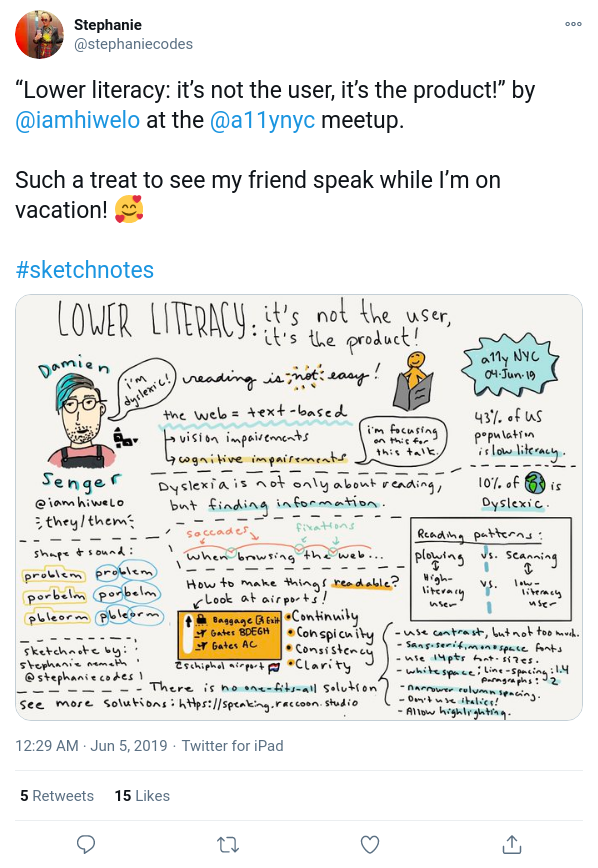 Stephanie
@stephaniecodes
“Lower literacy: it’s not the user, it’s the product!” by
@iamhiwelo at the @a11ynyc meetup.
Such a treat to see my friend speak while I’m on
vacation! 🥰
#sketchnotes
LOWER LITERACY: it's not the user,
it's the product!
Damien
Senger
@iamhiwelo
they/them
i'm
dyslexic!
reading is not easy!
a11y NYC
04.Jun.19
the web = text-based
vision impairements
cognitive impairements
i'm focusing
on this for
this talk.
43% of US
population
is low literacy.
Dyslexia is not only about reading,
but finding information.
10% of 🌍 is
Dyslexic.
shape & sound:
problem problem
porbelm porbelm
pbleorm pbleorm
saccades fixations
when browsing the web...
Reading patterns:
plowing vs. scanning
High-
literacy
user
vs.
low-
literacy
user
How to make things readable?
Look at airports!
Baggage Exit
Gates BDEGH
Gates AC
Schiphol airport
• Continuity
• Conspicuity
• Consistency
• Clarity
- use contrast, but not too much.
- Sans-serif, monospace fonts
- use 14pts font-sizes.
- whitespace: line-spacing: 1.4
paragraphs: ~2
- narrower column spacing.
- Don't use italics!
- Allow highlighting.
sketchnote by:
stephanie nemeth
@stephaniecodes
There is no one-fits-all solution
see more solutions: https://speaking.raccoon.studio
12:29 AM · Jun 5, 2019 · Twitter for iPad
5 Retweets 15 Likes